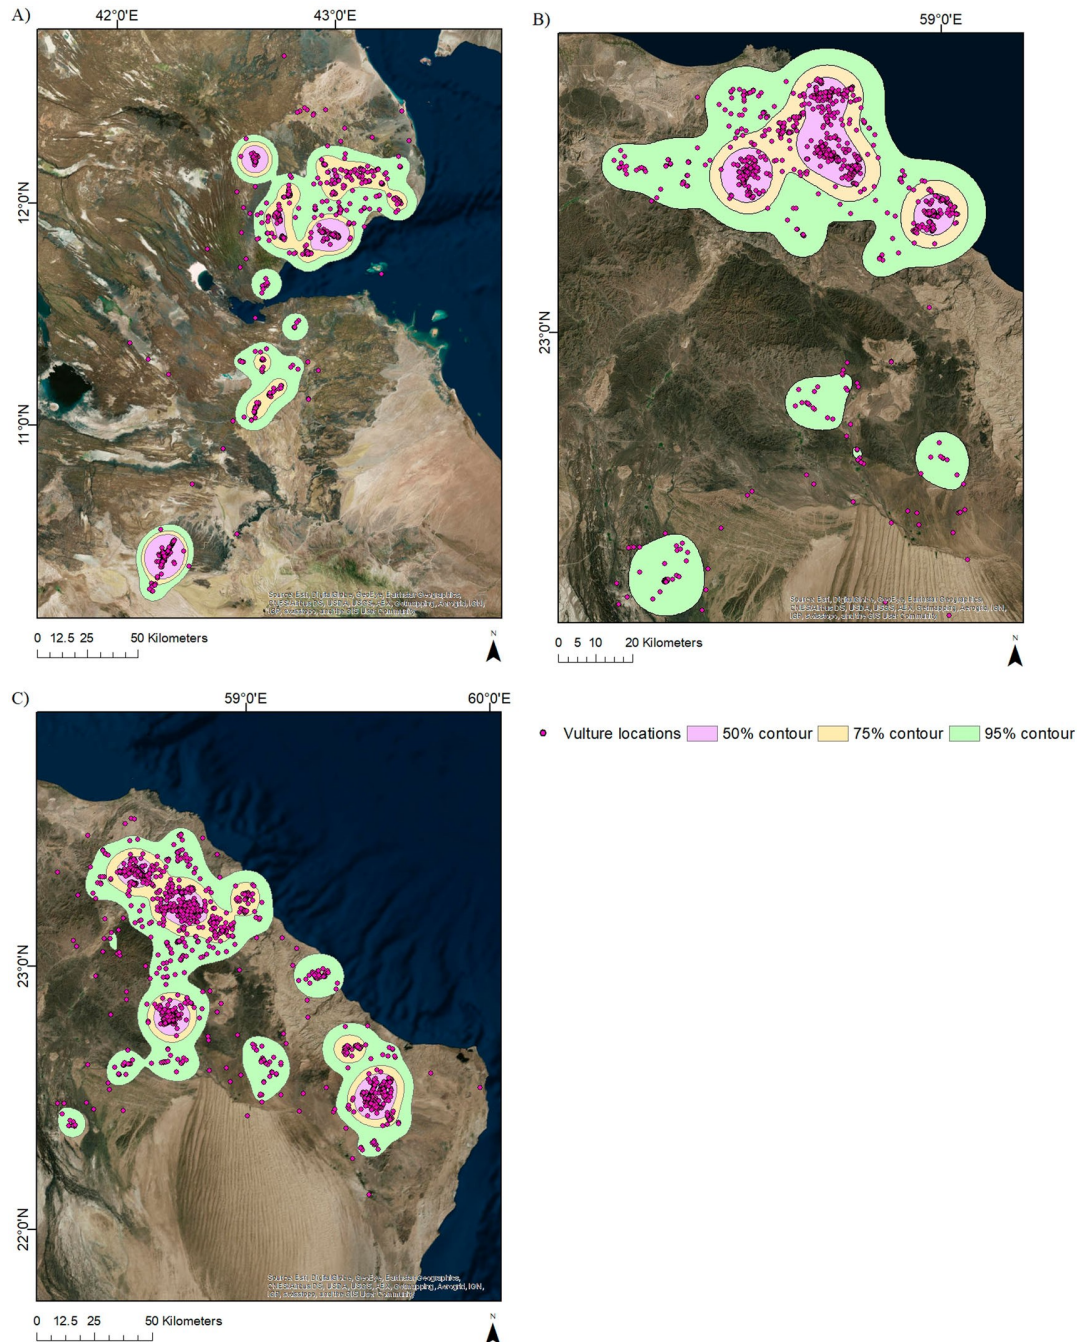 A)
42°0'E 43°0'E
12°0'N
11°0'N
0 12.5 25 50 Kilometers
N
B)
59°0'E
23°0'N
0 5 10 20 Kilometers
N
C)
59°0'E 60°0'E
23°0'N
22°0'N
0 12.5 25 50 Kilometers
N
Vulture locations 50% contour 75% contour 95% contour